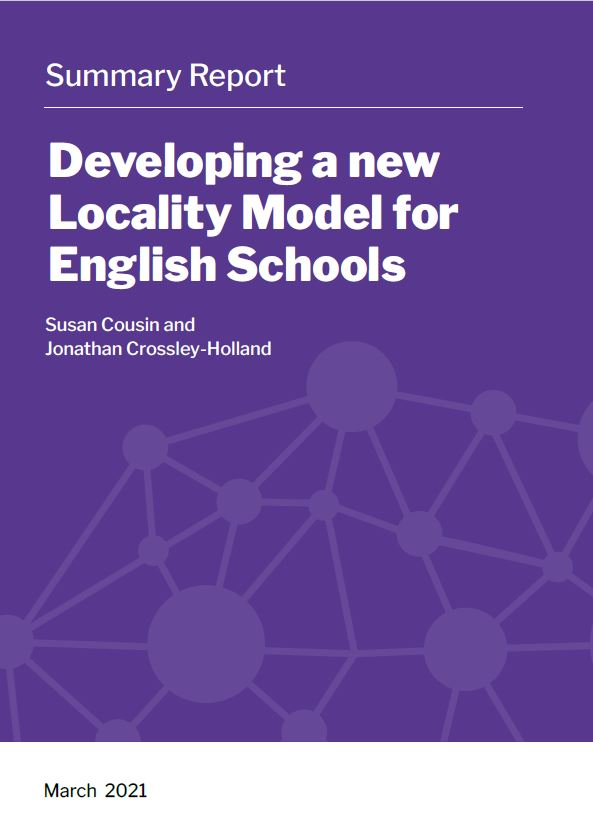 Summary Report
Developing a new
Locality Model for
English Schools
Susan Cousin and
Jonathan Crossley-Holland
March 2021